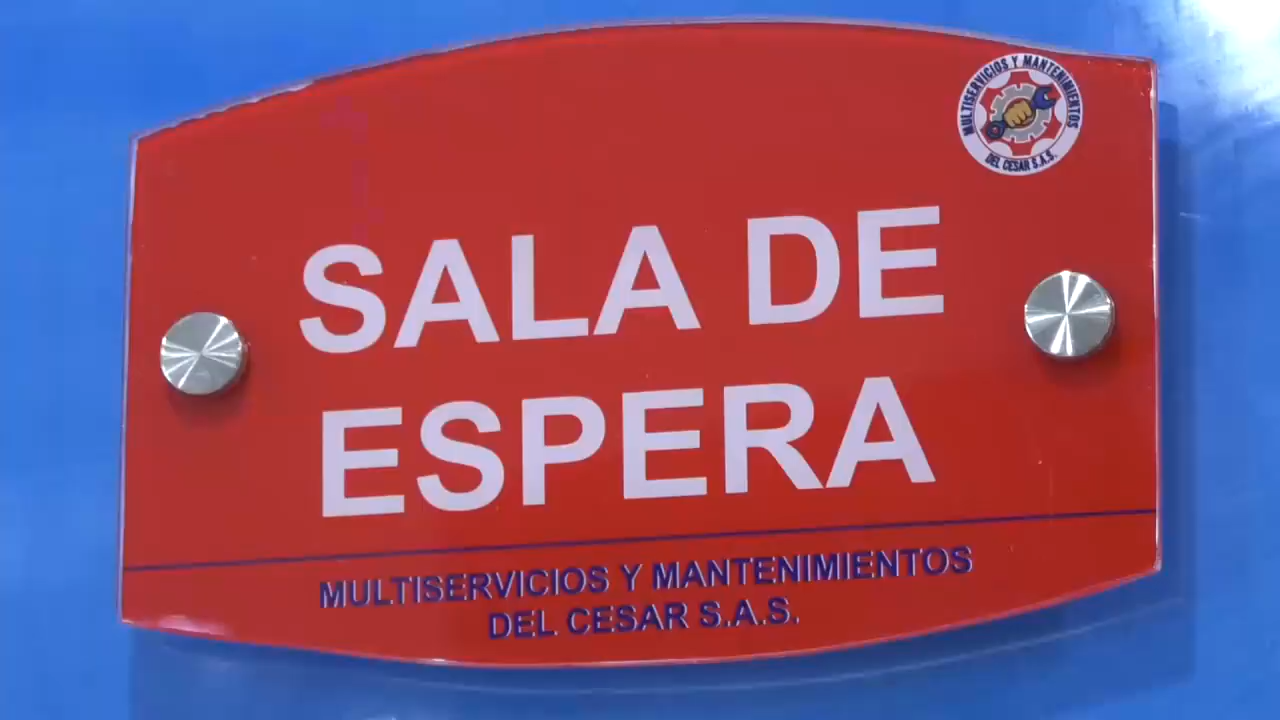 MULTISERVICIOS Y MANTENIMIENTOS
DEL CESAR S.A.S.
SALA DE
ESPERA
MULTISERVICIOS Y MANTENIMIENTOS
DEL CESAR S.A.S.